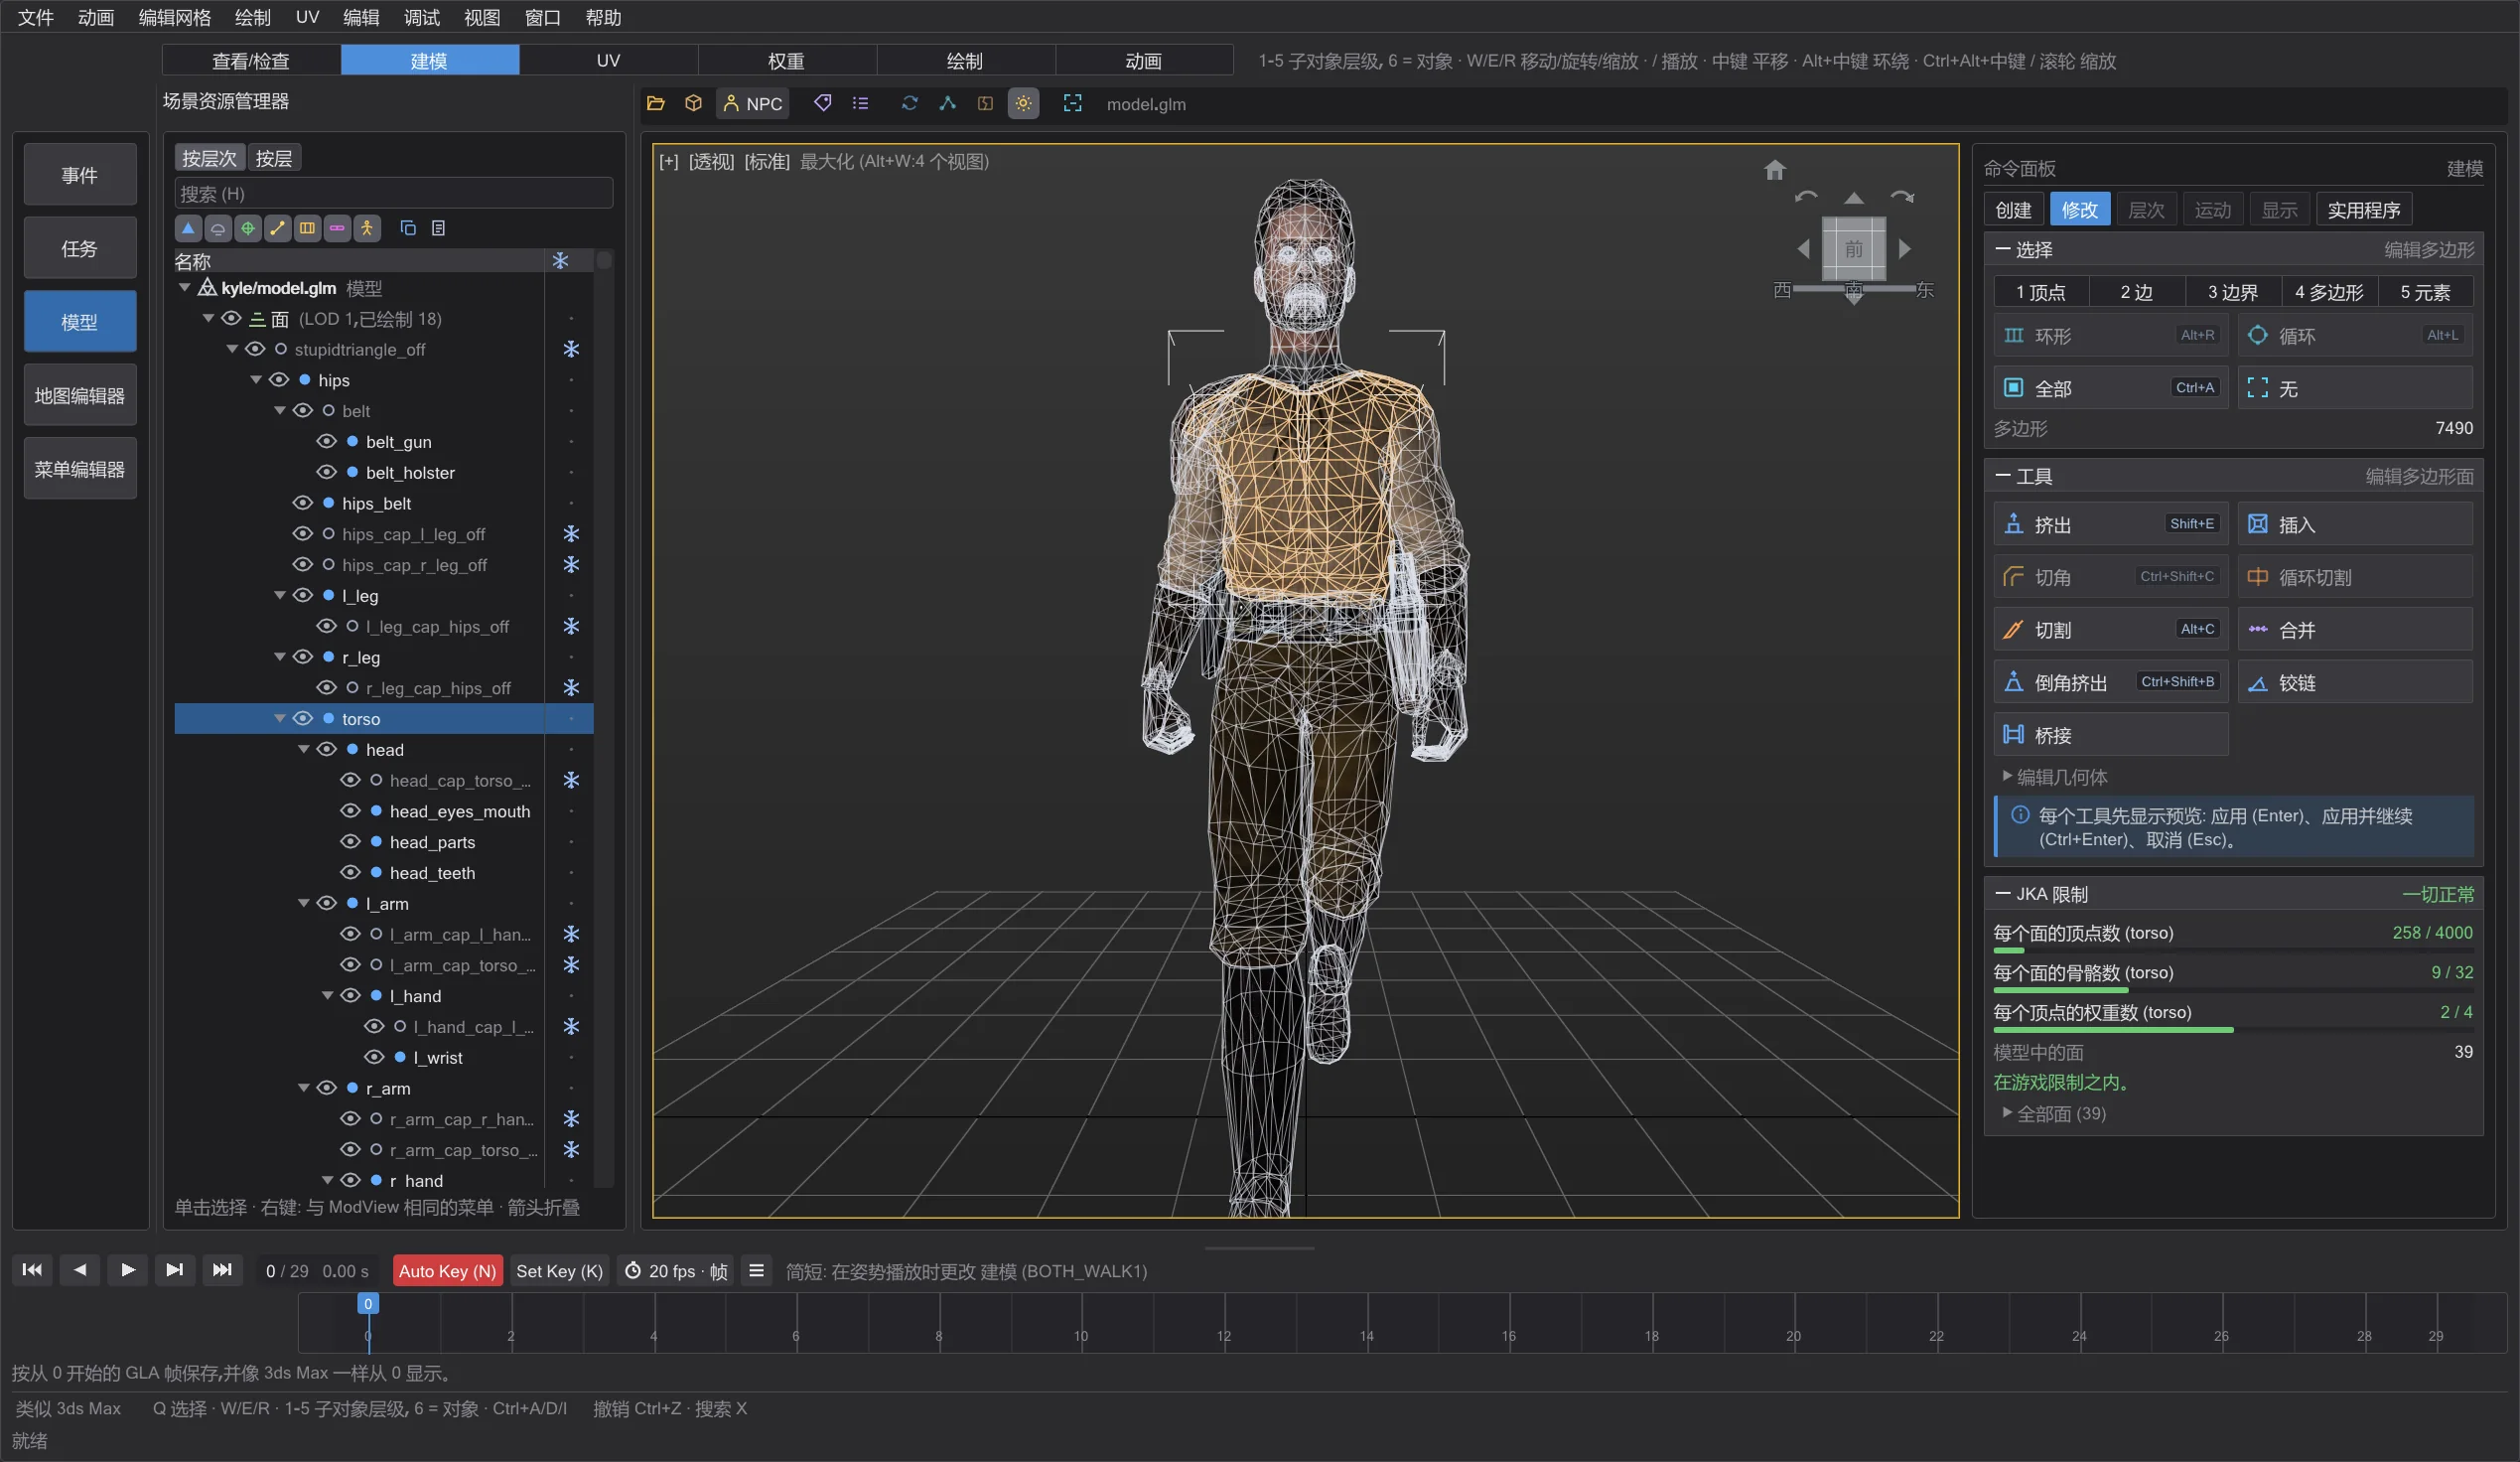 文件 动画 编辑网格 绘制 UV 编辑 调试 视图 窗口 帮助
查看/检查 建模 UV 权重 绘制 动画 1-5 子对象层级, 6 = 对象 · W/E/R 移动/旋转/缩放 · / 播放 · 中键 平移 · Alt+中键 环绕 · Ctrl+Alt+中键 / 滚轮 缩放
场景资源管理器
NPC model.glm
事件
任务
模型
地图编辑器
菜单编辑器
按层次 按层
搜索 (H)
名称
kyle/model.glm 模型
面 (LOD 1,已绘制 18)
stupidtriangle_off
hips
belt
belt_gun
belt_holster
hips_belt
hips_cap_l_leg_off
hips_cap_r_leg_off
l_leg
l_leg_cap_hips_off
r_leg
r_leg_cap_hips_off
torso
head
head_cap_torso_...
head_eyes_mouth
head_parts
head_teeth
l_arm
l_arm_cap_l_han...
l_arm_cap_torso_...
l_hand
l_hand_cap_l_...
l_wrist
r_arm
r_arm_cap_r_han...
r_arm_cap_torso_...
r_hand
单击选择 · 右键: 与 ModView 相同的菜单 · 箭头折叠
[+] [透视] [标准] 最大化 (Alt+W:4 个视图)
前
西 南 东
命令面板 建模
创建 修改 层次 运动 显示 实用程序
选择 编辑多边形
1 顶点 2 边 3 边界 4 多边形 5 元素
环形 Alt+R 循环 Alt+L
全部 Ctrl+A 无
多边形 7490
工具 编辑多边形面
挤出 Shift+E 插入
切角 Ctrl+Shift+C 循环切割
切割 Alt+C 合并
倒角挤出 Ctrl+Shift+B 铰链
桥接
编辑几何体
每个工具先显示预览: 应用 (Enter)、应用并继续
(Ctrl+Enter)、取消 (Esc)。
JKA 限制 一切正常
每个面的顶点数 (torso) 258 / 4000
每个面的骨骼数 (torso) 9 / 32
每个顶点的权重数 (torso) 2 / 4
模型中的面 39
在游戏限制之内。
全部面 (39)
0 / 29 0.00 s Auto Key (N) Set Key (K) 20 fps · 帧 简短: 在姿势播放时更改 建模 (BOTH_WALK1)
0
0 2 4 6 8 10 12 14 16 18 20 22 24 26 28 29
按从 0 开始的 GLA 帧保存,并像 3ds Max 一样从 0 显示。
类似 3ds Max Q 选择 · W/E/R · 1-5 子对象层级, 6 = 对象 · Ctrl+A/D/I 撤销 Ctrl+Z · 搜索 X
就绪